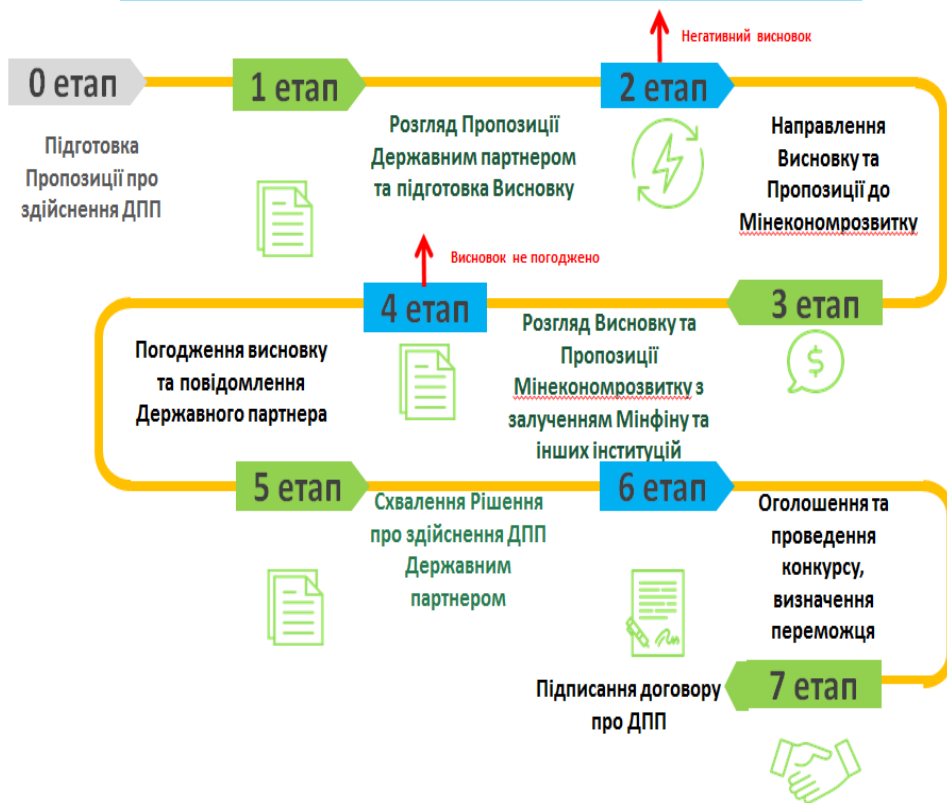 Негативний висновок
0 етап
1 етап
2 етап
Підготовка
Пропозиції про
здійснення ДПП
Розгляд Пропозиції
Державним партнером
та підготовка Висновку
Направлення
Висновку та
Пропозиції до
Мінекономрозвитку
Висновок не погоджено
3 етап
4 етап
Розгляд Висновку та
Пропозиції
Мінекономрозвитку з
залученням Мінфіну та
інших інституцій
$
Погодження висновку
та повідомлення
Державного партнера
5 етап
Схвалення Рішення
про здійснення ДПП
Державним
партнером
6 етап
Оголошення та
проведення
конкурсу,
визначення
переможця
7 етап
Підписання договору
про ДПП